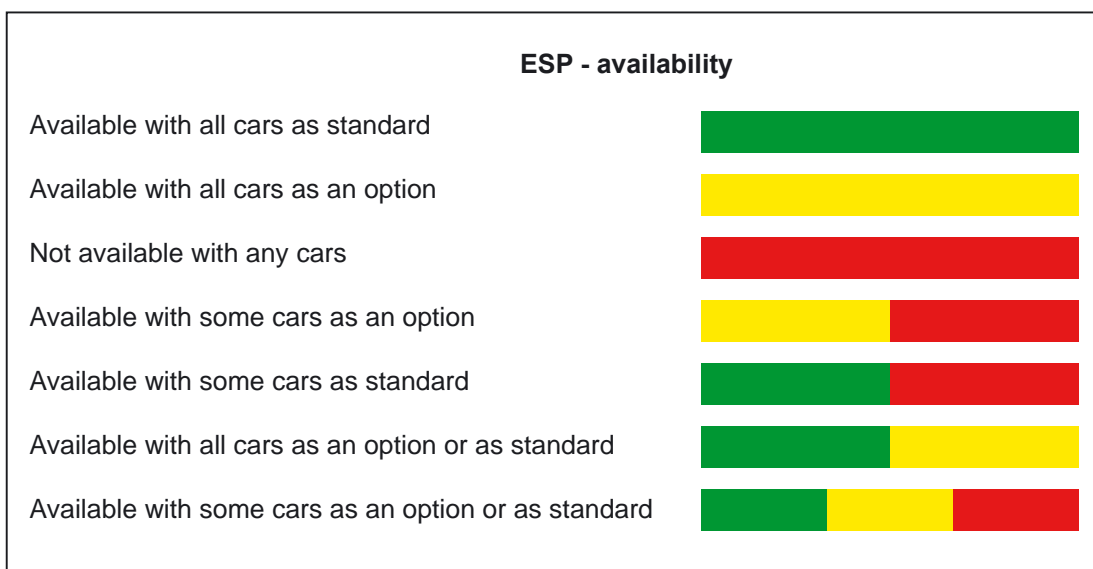 ESP - availability
Available with all cars as standard
Available with all cars as an option
Not available with any cars
Available with some cars as an option
Available with some cars as standard
Available with all cars as an option or as standard
Available with some cars as an option or as standard